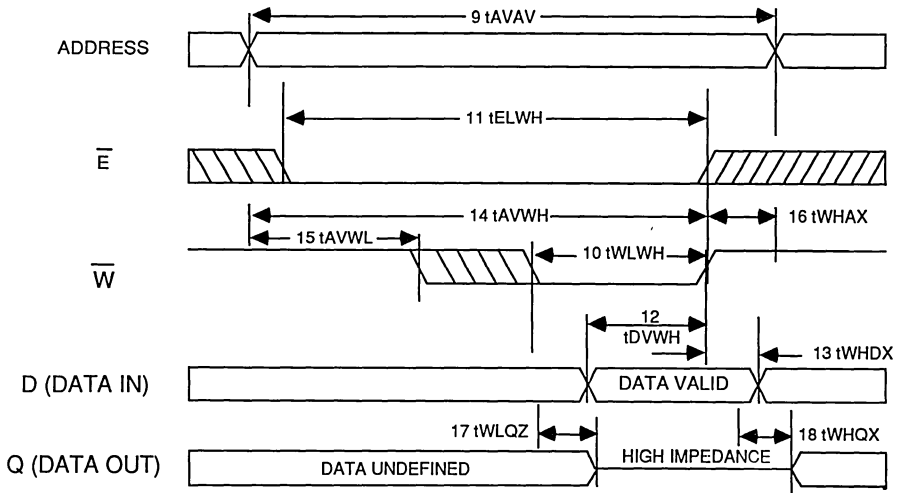 9 tAVAV
ADDRESS
11 tELWH
E
14 tAVWH
16 tWHAX
15 tAVWL
10 tWLWH
W
12
tDVWH
13 tWHDX
D (DATA IN)
DATA VALID
17 tWLQZ
18 tWHQX
Q (DATA OUT)
DATA UNDEFINED
HIGH IMPEDANCE